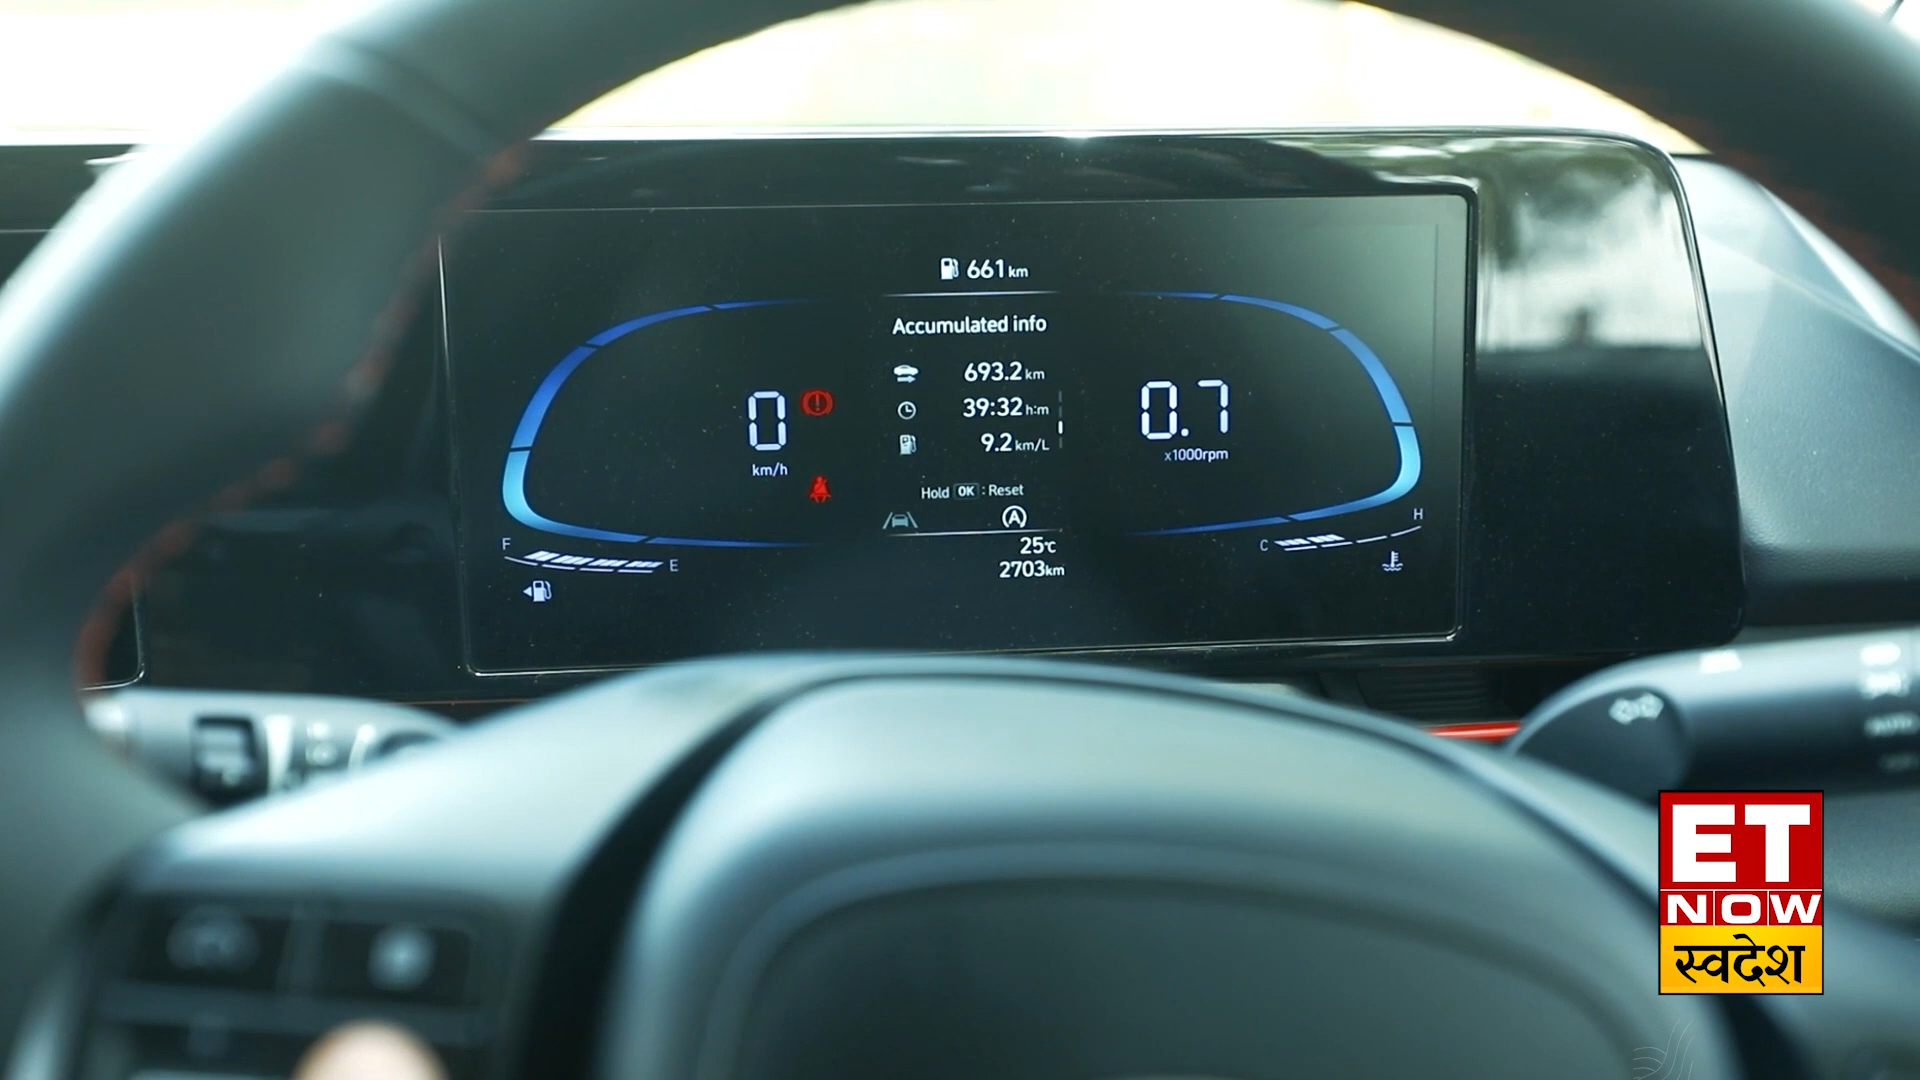 661 km
Accumulated info
693.2 km
39:32 h:m
9.2 km/L
0
km/h
0.7
x1000rpm
Hold OK : Reset
A
25°C
2703km
F
E
C
H
AUTO
ET
NOW
स्वदेश